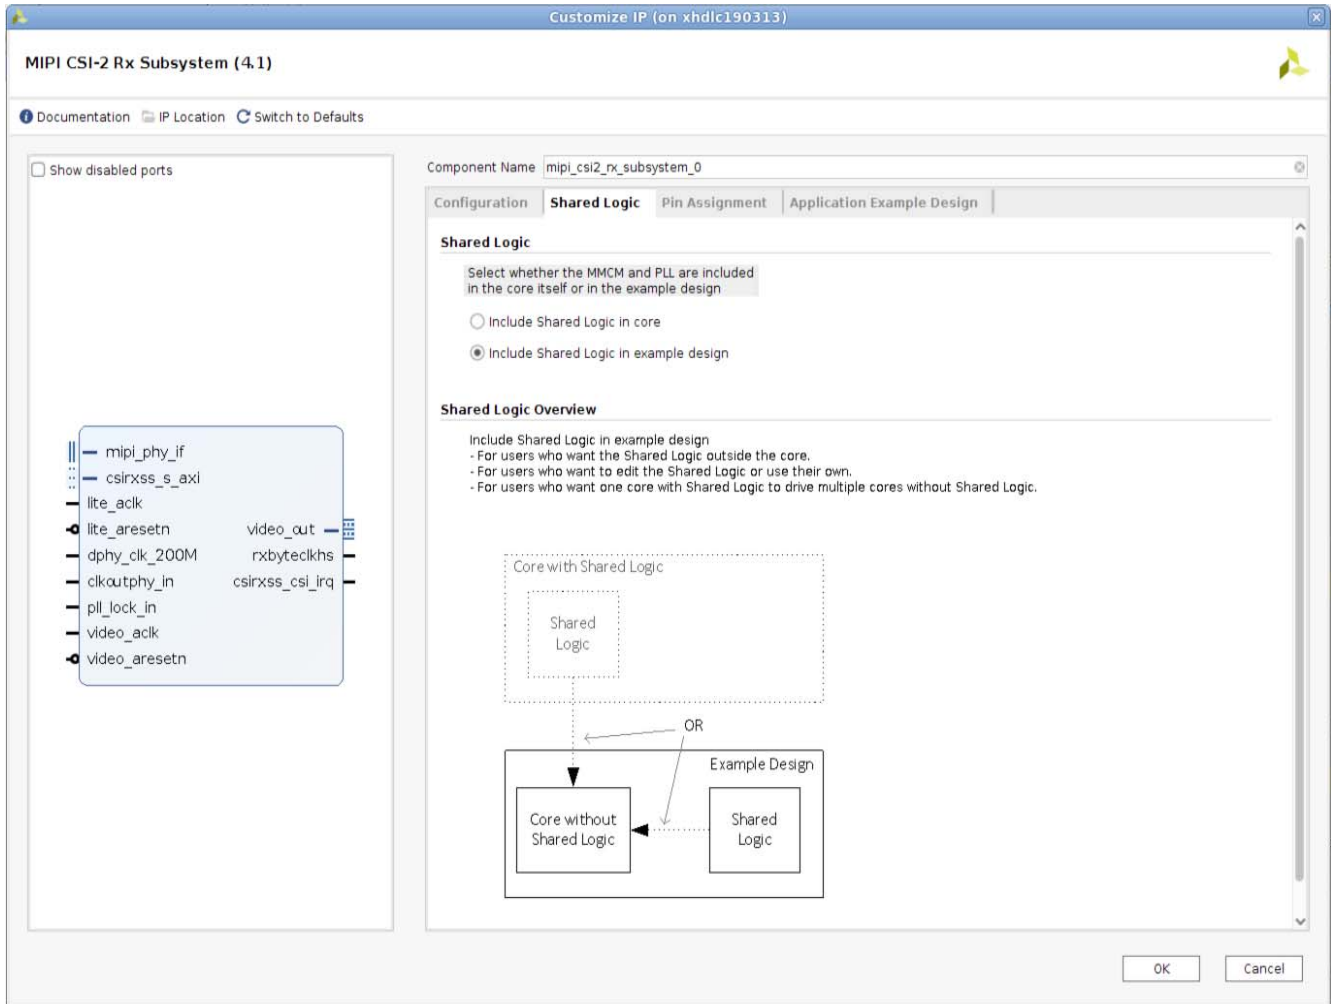 Customize IP (on xhdlc190313)
MIPI CSI-2 Rx Subsystem (4.1)
Documentation IP Location Switch to Defaults
Show disabled ports
mipi_phy_if
csirxss_s_axi
lite_aclk
lite_aresetn
dphy_clk_200M
clkoutphy_in
pll_lock_in
video_aclk
video_aresetn
video_out
rxbyteclkhs
csirxss_csi_irq
Component Name mipi_csi2_rx_subsystem_0
Configuration Shared Logic Pin Assignment Application Example Design
Shared Logic
Select whether the MMCM and PLL are included
in the core itself or in the example design
Include Shared Logic in core
Include Shared Logic in example design
Shared Logic Overview
Include Shared Logic in example design
- For users who want the Shared Logic outside the core.
- For users who want to edit the Shared Logic or use their own.
- For users who want one core with Shared Logic to drive multiple cores without Shared Logic.
Core with Shared Logic
Shared
Logic
OR
Example Design
Core without
Shared Logic
Shared
Logic
OK Cancel